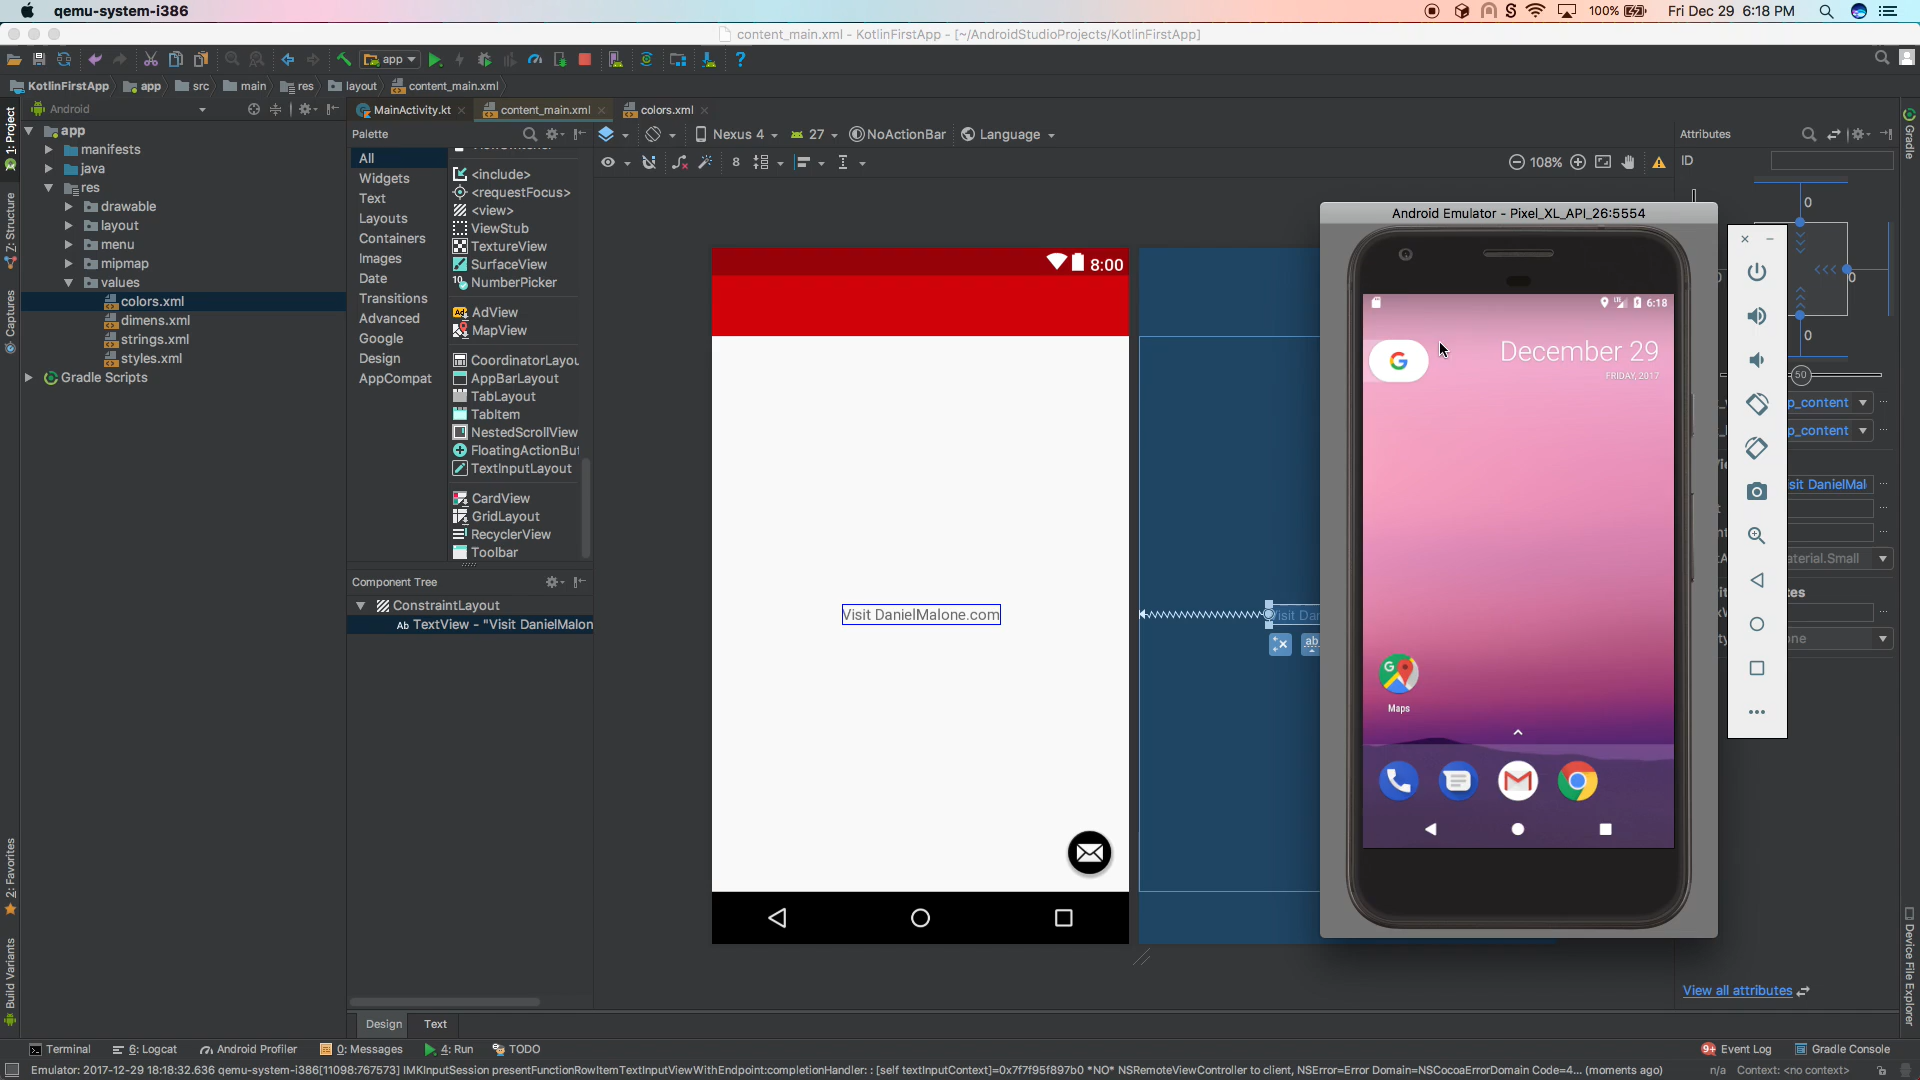 qemu-system-i386
100%
Fri Dec 29 6:18 PM
content_main.xml - KotlinFirstApp - [~/AndroidStudioProjects/KotlinFirstApp]
app
KotlinFirstApp
app
src
main
res
layout
content_main.xml
Android
MainActivity.kt
content_main.xml
colors.xml
1: Project
Z: Structure
Captures
2: Favorites
Build Variants
Gradle
Device File Explorer
app
manifests
java
res
drawable
layout
menu
mipmap
values
colors.xml
dimens.xml
strings.xml
styles.xml
Gradle Scripts
Palette
All
Widgets
Text
Layouts
Containers
Images
Date
Transitions
Advanced
Google
Design
AppCompat
<include>
<requestFocus>
<view>
ViewStub
TextureView
SurfaceView
NumberPicker
AdView
MapView
CoordinatorLayou
AppBarLayout
TabLayout
TabItem
NestedScrollView
FloatingActionBut
TextInputLayout
CardView
GridLayout
RecyclerView
Toolbar
Component Tree
ConstraintLayout
Ab TextView - "Visit DanielMalon
Nexus 4
27
NoActionBar
Language
8
108%
8:00
Visit DanielMalone.com
Visit Dan
ab
Attributes
ID
0
0
0
50
p_content
p_content
sit DanielMal
aterial.Small
tes
one
View all attributes
Android Emulator - Pixel_XL_API_26:5554
6:18
G
December 29
FRIDAY, 2017
Maps
Design
Text
Terminal
6: Logcat
Android Profiler
0: Messages
4: Run
TODO
9+ Event Log
Gradle Console
Emulator: 2017-12-29 18:18:32.636 qemu-system-i386[11098:767573] IMKInputSession presentFunctionRowItemTextInputViewWithEndpoint:completionHandler: : [self textInputContext]=0x7f7f95f897b0 *NO* NSRemoteViewController to client, NSError=Error Domain=NSCocoaErrorDomain Code=4... (moments ago)
n/a
Context: <no context>